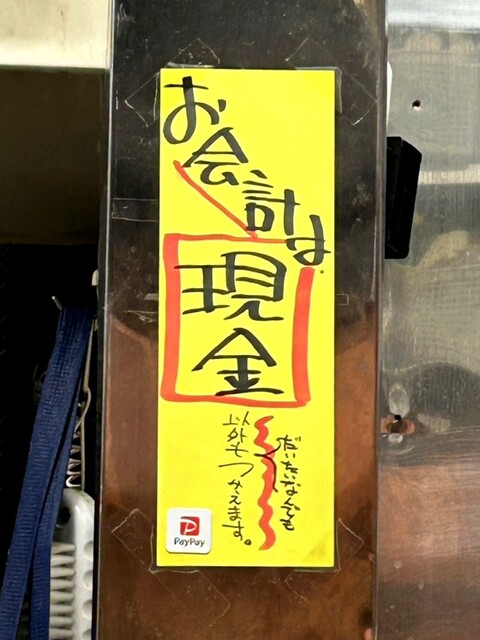 お会計は
現金
以外も
だいたいなんでも
つかえます。
PayPay